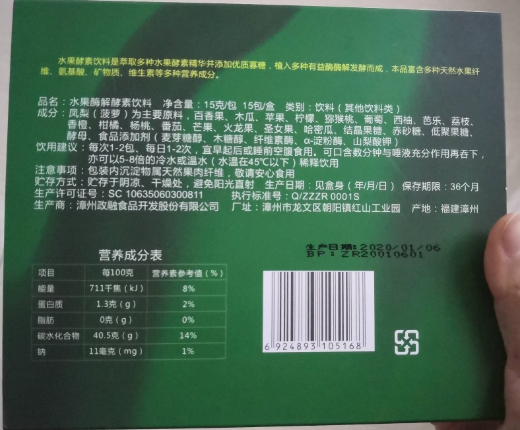 水果酵素饮料是萃取多种水果酵素精华并添加优质寡糖，植入多种有益酶酶解发酵而成，本品富含多种天然水果纤
维、氨基酸、矿物质、维生素等多种营养成分。
品名：水果酶解酵素饮料 净含量：15克/包 15包/盒 类别：饮料（其他饮料类）
成分：凤梨（菠萝）为主要原料，百香果、木瓜、苹果、柠檬、猕猴桃、葡萄、西柚、芭乐、荔枝、
香橙、柑橘、杨桃、番茄、芒果、火龙果、圣女果、哈密瓜、结晶果糖、赤砂糖、低聚果糖、
酵母、食品添加剂（麦芽糖醇、木糖醇、纤维素酶、α-淀粉酶、山梨酸钾）
饮用建议：每次1-2包、每日1-2次，宜早起后或睡前空腹食用。可口含数分钟与唾液充分作用再吞下，
亦可以5-8倍的冷水或温水（水温在45℃以下）稀释饮用
注意事项：包装内沉淀物属天然果肉纤维，敬请安心食用
贮存方式：贮存于阴凉、干燥处，避免阳光直射 生产日期：见盒身（年/月/日） 保存期限：36个月
生产许可证号：SC 10635060300811 执行标准号：Q/ZZZR 0001S
生产商：漳州政融食品开发股份有限公司 厂址：漳州市龙文区朝阳镇红山工业园 产地：福建漳州
生产日期：2020/01/06
BP：ZR20010601
营养成分表
项目 每100克 营养素参考值（%）
能量 711千焦（kJ） 8%
蛋白质 1.3克（g） 2%
脂肪 0克（g） 0%
碳水化合物 40.5克（g） 14%
钠 11毫克（mg） 1%
6 924893 105168